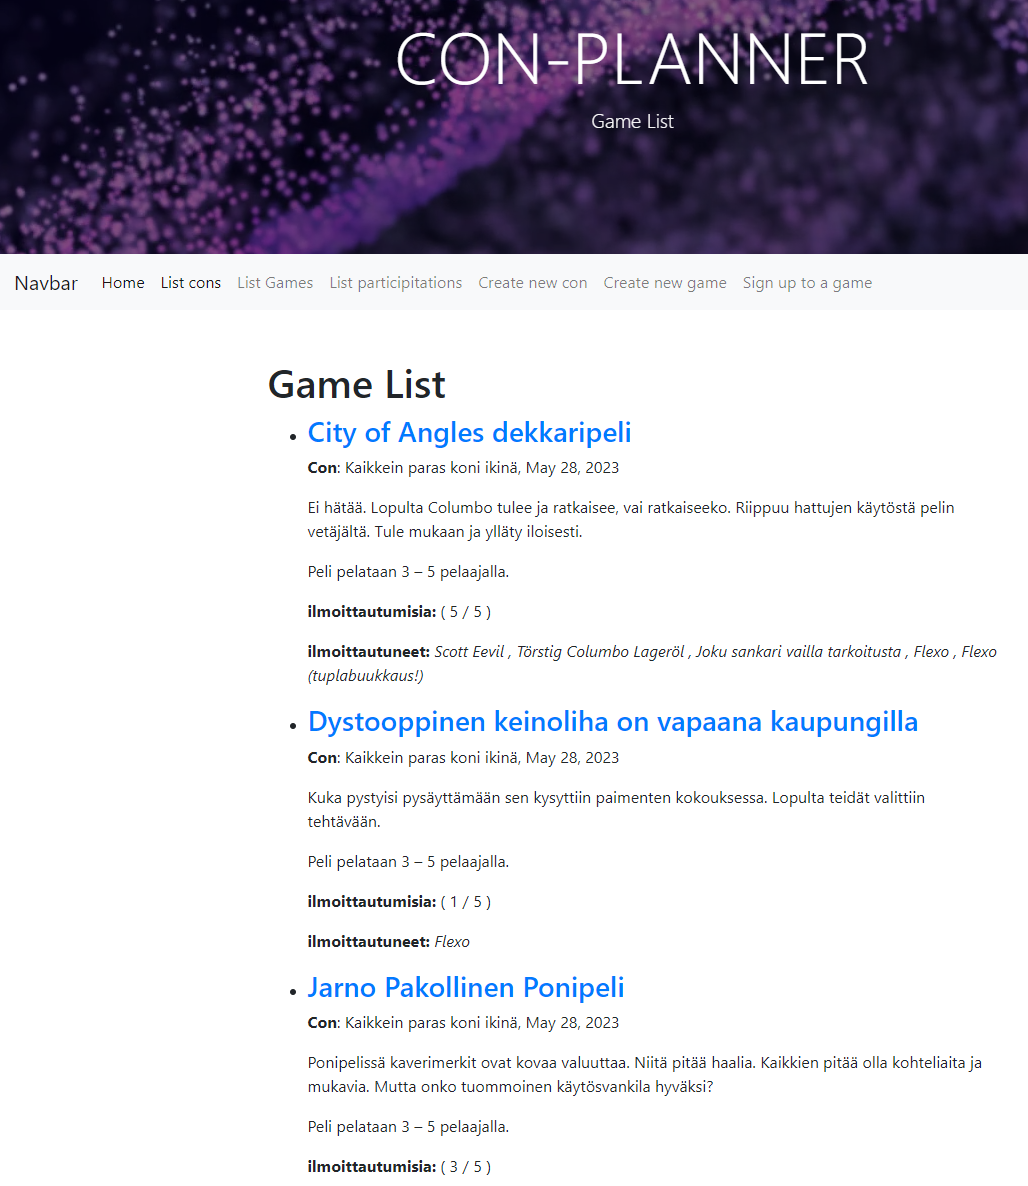 CON-PLANNER
Game List
Navbar Home List cons List Games List participitations Create new con Create new game Sign up to a game
Game List
City of Angles dekkaripeli
Con: Kaikkein paras koni ikinä, May 28, 2023
Ei hätää. Lopulta Columbo tulee ja ratkaisee, vai ratkaiseeko. Riippuu hattujen käytöstä pelin
vetäjältä. Tule mukaan ja ylläty iloisesti.
Peli pelataan 3 – 5 pelaajalla.
ilmoittautumisia: ( 5 / 5 )
ilmoittautuneet: Scott Eevil , Törstig Columbo Lageröl , Joku sankari vailla tarkoitusta , Flexo , Flexo
(tuplabuukkaus!)
Dystooppinen keinoliha on vapaana kaupungilla
Con: Kaikkein paras koni ikinä, May 28, 2023
Kuka pystyisi pysäyttämään sen kysyttiin paimenten kokouksessa. Lopulta teidät valittiin
tehtävään.
Peli pelataan 3 – 5 pelaajalla.
ilmoittautumisia: ( 1 / 5 )
ilmoittautuneet: Flexo
Jarno Pakollinen Ponipeli
Con: Kaikkein paras koni ikinä, May 28, 2023
Ponipelissä kaverimerkit ovat kovaa valuuttaa. Niitä pitää haalia. Kaikkien pitää olla kohteliaita ja
mukavia. Mutta onko tuommoinen käytösvankila hyväksi?
Peli pelataan 3 – 5 pelaajalla.
ilmoittautumisia: ( 3 / 5 )